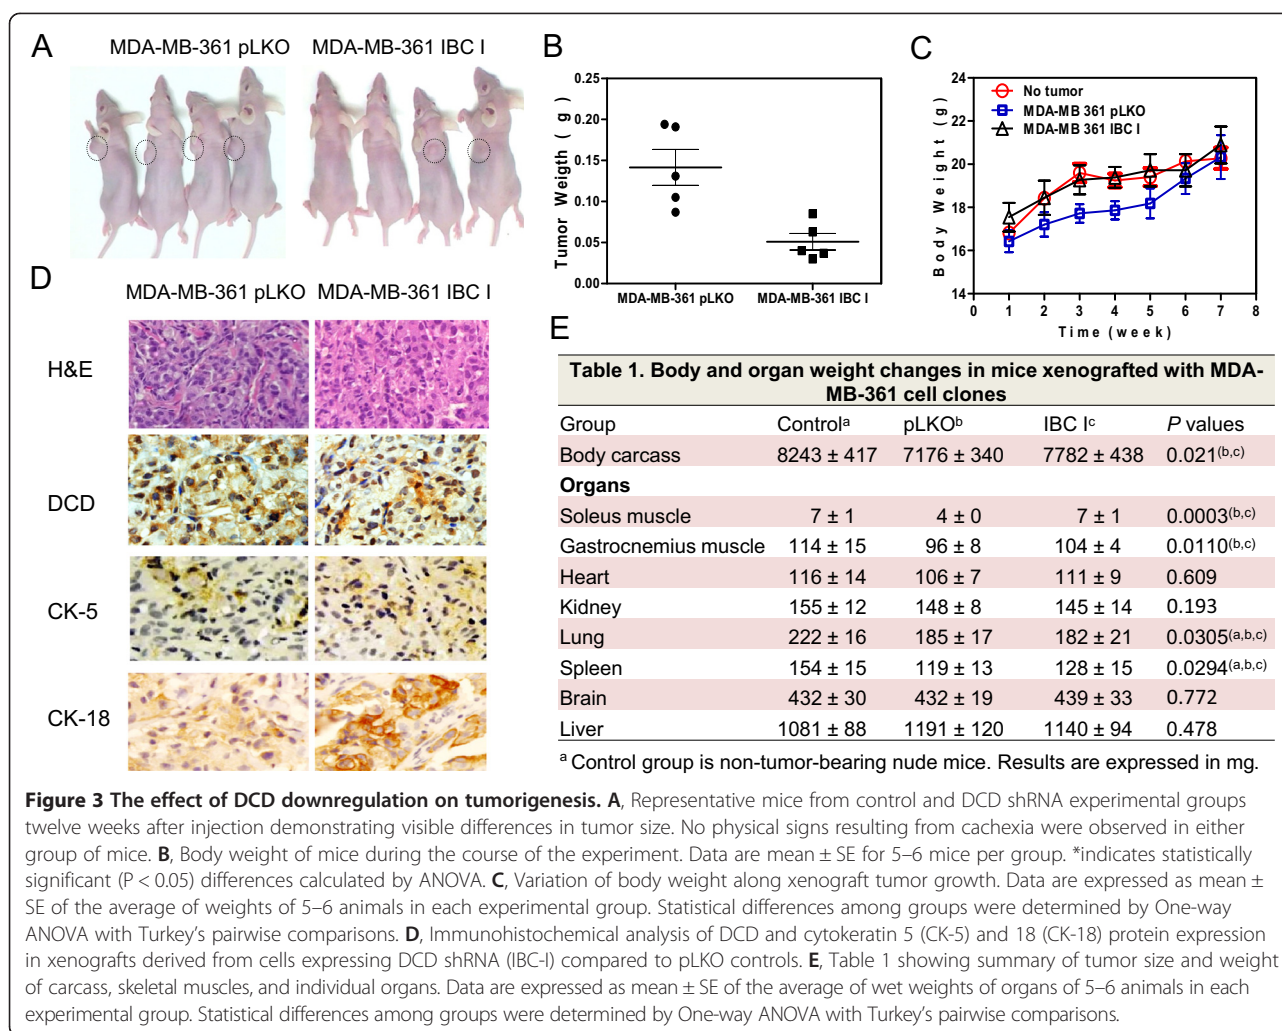 A
MDA-MB-361 pLKO MDA-MB-361 IBC I
B
Tumor Weigth ( g )
0.25
0.20
0.15
0.10
0.05
0.00
MDA-MB-361 pLKO MDA-MB-361 IBC I
C
Body Weight (g)
24
22
20
18
16
14
No tumor
MDA-MB 361 pLKO
MDA-MB 361 IBC I
0 1 2 3 4 5 6 7 8
Time (week)
D
MDA-MB-361 pLKO MDA-MB-361 IBC I
H&E
DCD
CK-5
CK-18
E
Table 1. Body and organ weight changes in mice xenografted with MDA-
MB-361 cell clones
Group Controlᵃ pLKOᵇ IBC Iᶜ P values
Body carcass 8243 ± 417 7176 ± 340 7782 ± 438 0.021⁽ᵇ,ᶜ⁾
Organs
Soleus muscle 7 ± 1 4 ± 0 7 ± 1 0.0003⁽ᵇ,ᶜ⁾
Gastrocnemius muscle 114 ± 15 96 ± 8 104 ± 4 0.0110⁽ᵇ,ᶜ⁾
Heart 116 ± 14 106 ± 7 111 ± 9 0.609
Kidney 155 ± 12 148 ± 8 145 ± 14 0.193
Lung 222 ± 16 185 ± 17 182 ± 21 0.0305⁽ᵃ,ᵇ,ᶜ⁾
Spleen 154 ± 15 119 ± 13 128 ± 15 0.0294⁽ᵃ,ᵇ,ᶜ⁾
Brain 432 ± 30 432 ± 19 439 ± 33 0.772
Liver 1081 ± 88 1191 ± 120 1140 ± 94 0.478
ᵃ Control group is non-tumor-bearing nude mice. Results are expressed in mg.
Figure 3 The effect of DCD downregulation on tumorigenesis. A, Representative mice from control and DCD shRNA experimental groups
twelve weeks after injection demonstrating visible differences in tumor size. No physical signs resulting from cachexia were observed in either
group of mice. B, Body weight of mice during the course of the experiment. Data are mean ± SE for 5–6 mice per group. *indicates statistically
significant (P < 0.05) differences calculated by ANOVA. C, Variation of body weight along xenograft tumor growth. Data are expressed as mean ±
SE of the average of weights of 5–6 animals in each experimental group. Statistical differences among groups were determined by One-way
ANOVA with Turkey's pairwise comparisons. D, Immunohistochemical analysis of DCD and cytokeratin 5 (CK-5) and 18 (CK-18) protein expression
in xenografts derived from cells expressing DCD shRNA (IBC-I) compared to pLKO controls. E, Table 1 showing summary of tumor size and weight
of carcass, skeletal muscles, and individual organs. Data are expressed as mean ± SE of the average of wet weights of organs of 5–6 animals in each
experimental group. Statistical differences among groups were determined by One-way ANOVA with Turkey's pairwise comparisons.